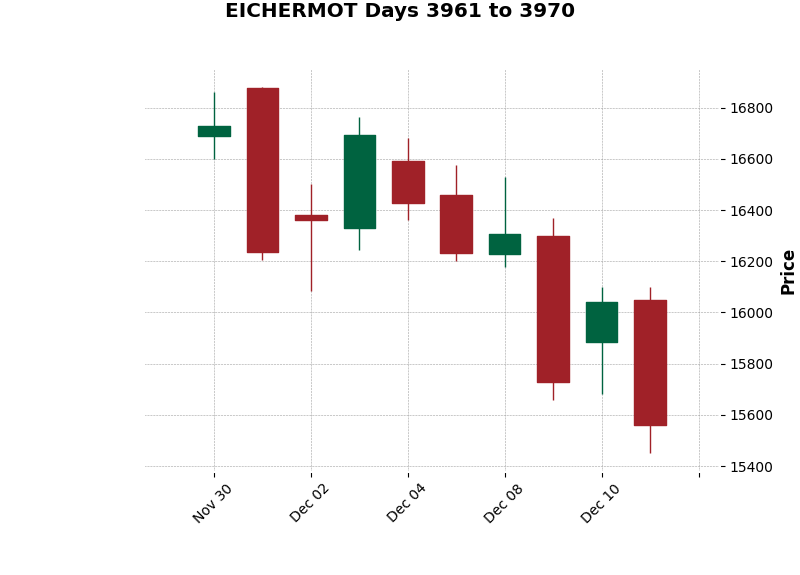 EICHERMOT Days 3961 to 3970
16800
16600
16400
16200
16000
15800
15600
15400
Price
Nov 30
Dec 02
Dec 04
Dec 08
Dec 10